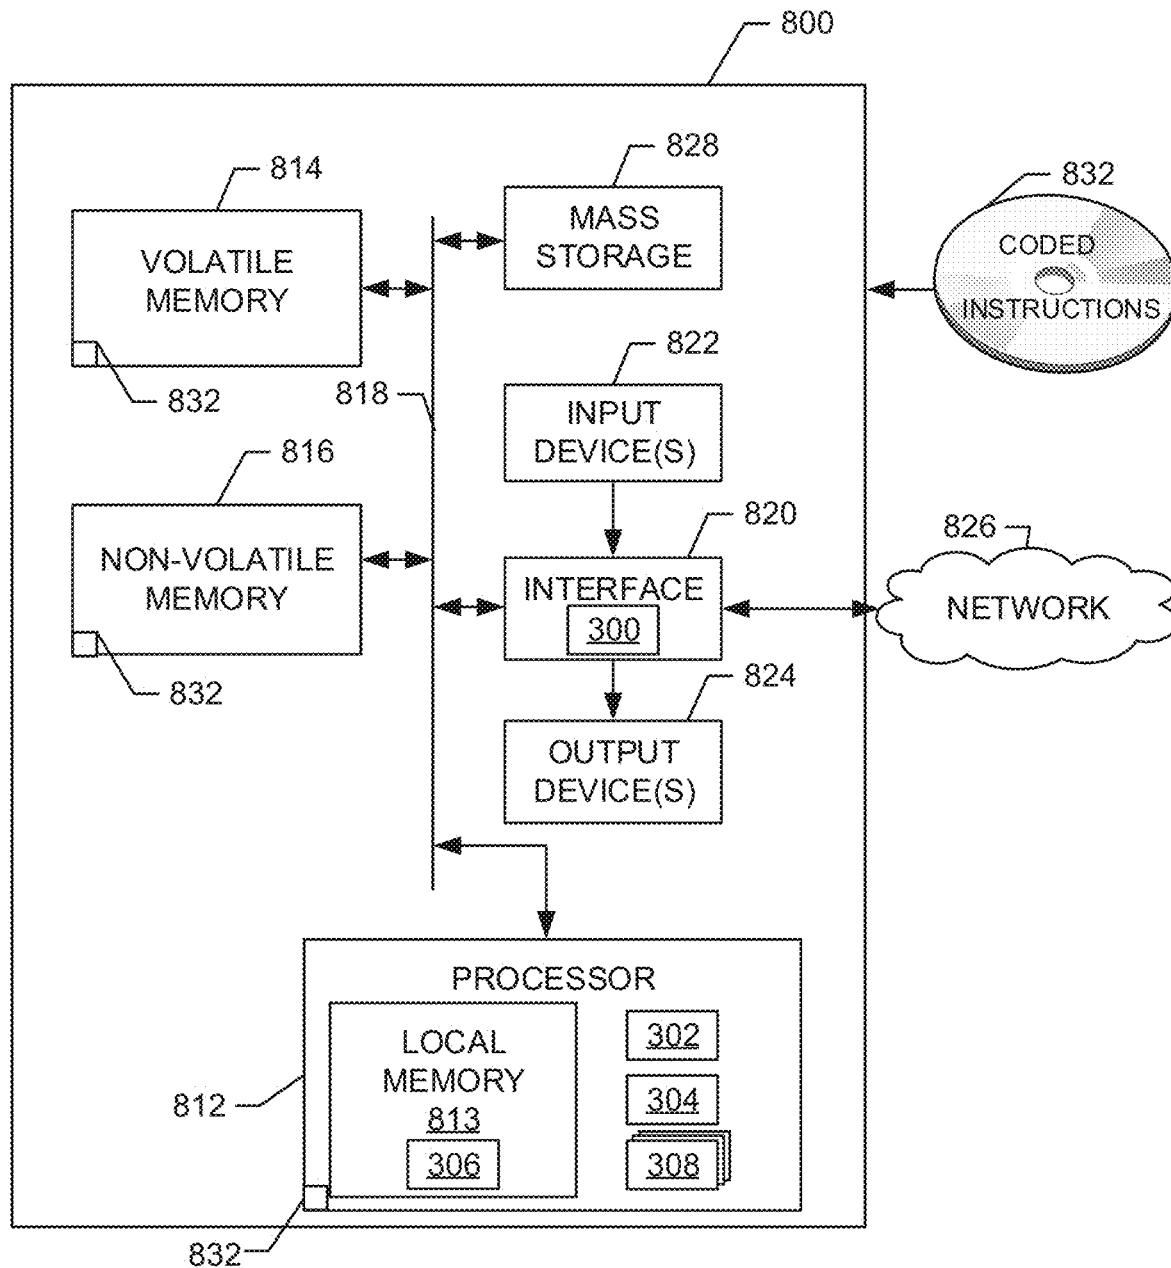 800
814
VOLATILE
MEMORY
832
828
MASS
STORAGE
832
CODED
INSTRUCTIONS
818
822
INPUT
DEVICE(S)
816
NON-VOLATILE
MEMORY
832
820
INTERFACE
300
826
NETWORK
824
OUTPUT
DEVICE(S)
PROCESSOR
LOCAL
MEMORY
813
306
302
304
308
812
832